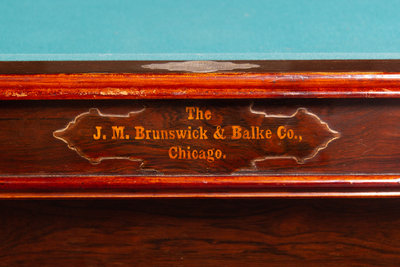 The
J. M. Brunswick & Balke Co.,
Chicago.